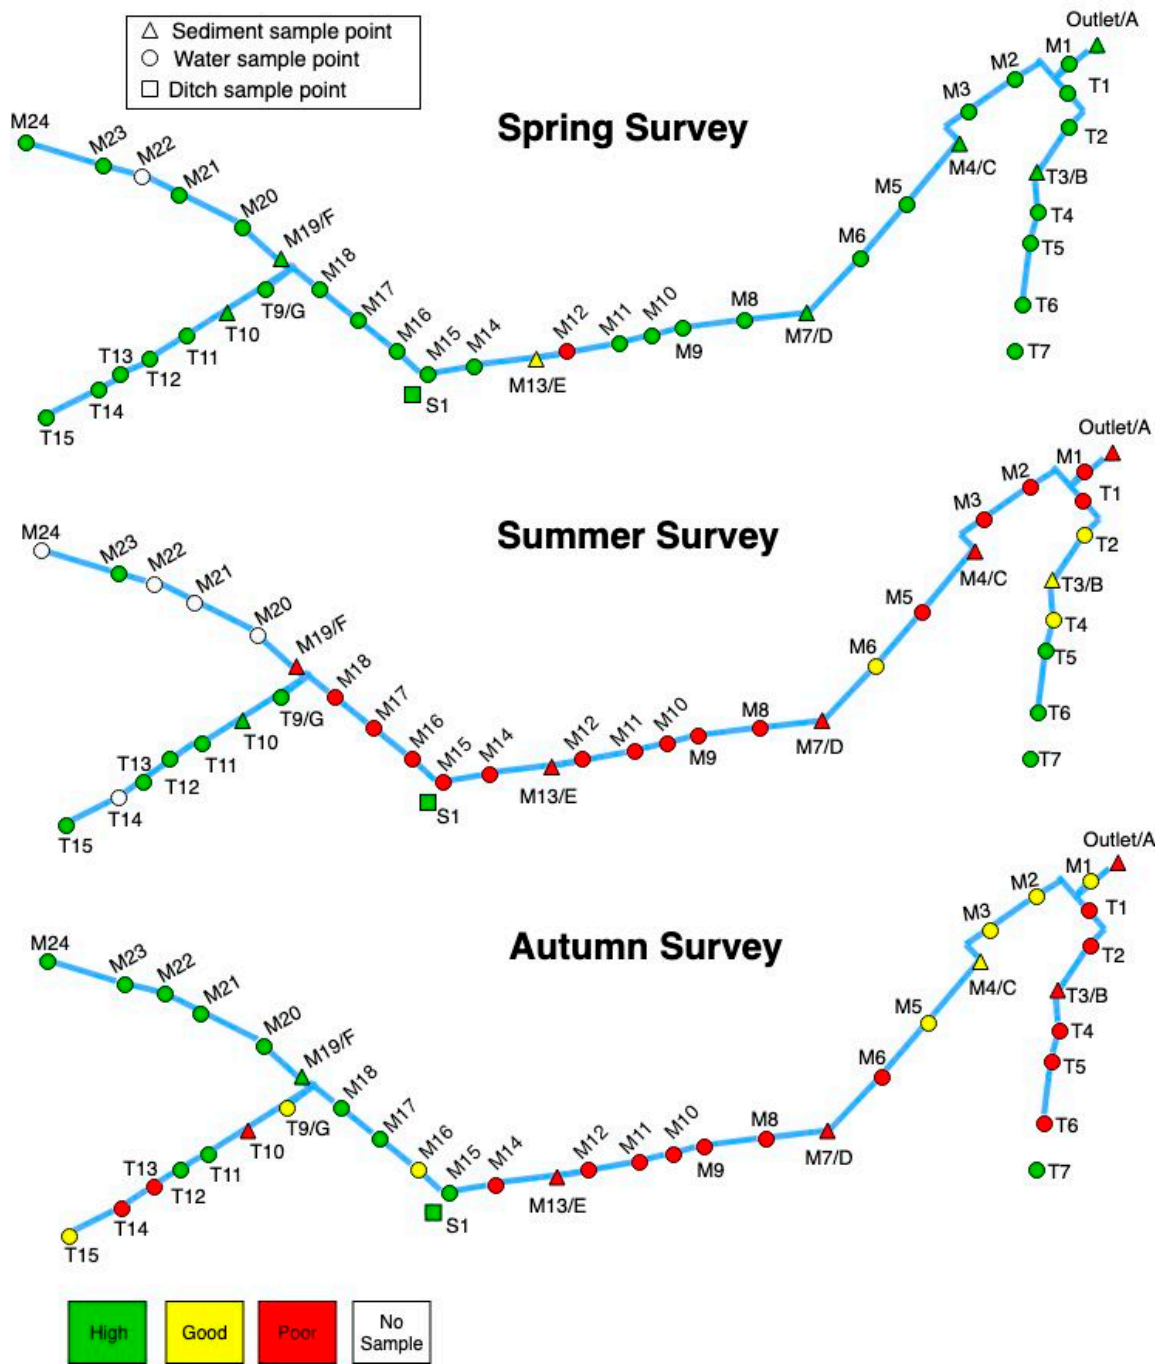 Sediment sample point
Water sample point
Ditch sample point
Spring Survey
Outlet/A
M1
M2
M3
T1
T2
M4/C
T3/B
M5
T4
T5
M6
T6
T7
M24
M23
M22
M21
M20
M19/F
M18
M17
M16
M15
M14
M13/E
M12
M11
M10
M9
M8
M7/D
T9/G
T10
T11
T12
T13
T14
T15
S1
Summer Survey
Outlet/A
M1
M2
M3
T1
T2
M4/C
T3/B
M5
T4
T5
M6
T6
T7
M24
M23
M22
M21
M20
M19/F
M18
M17
M16
M15
M14
M13/E
M12
M11
M10
M9
M8
M7/D
T9/G
T10
T11
T12
T13
T14
T15
S1
Autumn Survey
Outlet/A
M1
M2
M3
T1
T2
M4/C
T3/B
M5
T4
T5
M6
T6
T7
M24
M23
M22
M21
M20
M19/F
M18
M17
M16
M15
M14
M13/E
M12
M11
M10
M9
M8
M7/D
T9/G
T10
T11
T12
T13
T14
T15
S1
High
Good
Poor
No
Sample